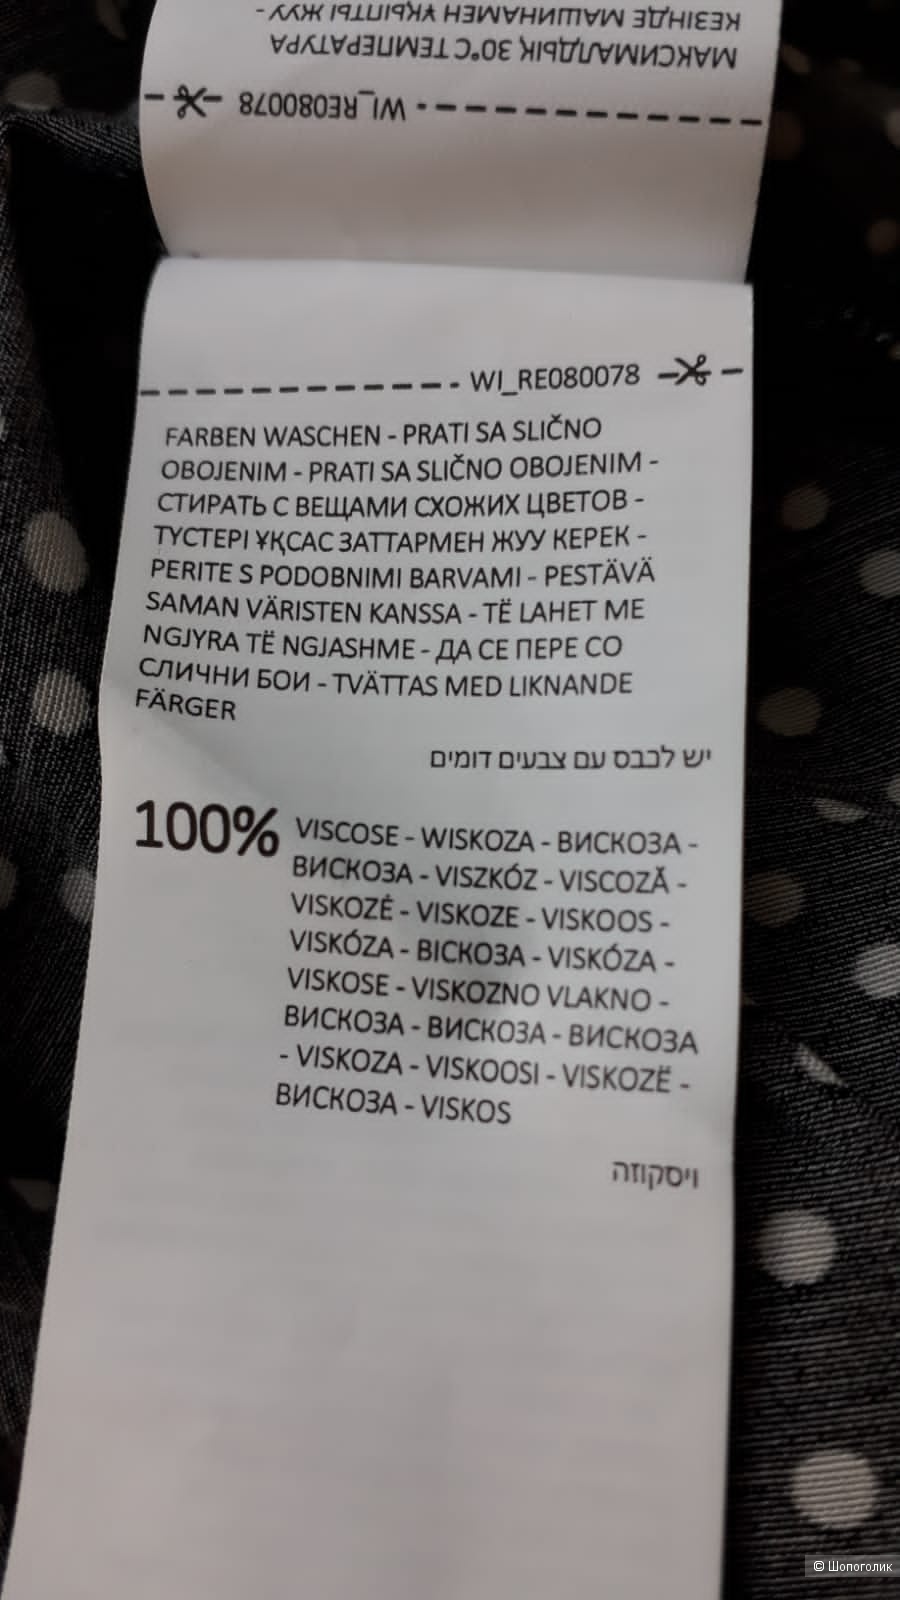 МАКСИМАЛДЫҚ 30°C ТЕМПЕРАТУРА
КЕЗІНДЕ МАШИНАМЕН ҰҚЫПТЫ ЖУУ -
WI_RE080078
WI_RE080078
FARBEN WASCHEN - PRATI SA SLIČNO
OBOJENIM - PRATI SA SLIČNO OBOJENIM -
СТИРАТЬ С ВЕЩАМИ СХОЖИХ ЦВЕТОВ -
ТҮСТЕРІ ҰҚСАС ЗАТТАРМЕН ЖУУ КЕРЕК -
PERITE S PODOBNIMI BARVAMI - PESTÄVÄ
SAMAN VÄRISTEN KANSSA - TË LAHET ME
NGJYRA TË NGJASHME - ДА СЕ ПЕРЕ СО
СЛИЧНИ БОИ - TVÄTTAS MED LIKNANDE
FÄRGER
יש לכבס עם צבעים דומים
100% VISCOSE - WISKOZA - ВИСКОЗА -
ВИСКОЗА - VISZKÓZ - VISCOZĂ -
VISKOZĖ - VISKOZE - VISKOOS -
VISKÓZA - ВІСКОЗА - VISKÓZA -
VISKOSE - VISKOZNO VLAKNO -
ВИСКОЗА - ВИСКОЗА - ВИСКОЗА
- VISKOZA - VISKOOSI - VISKOZË -
ВИСКОЗА - VISKOS
ויסקוזה
© Шопоголик